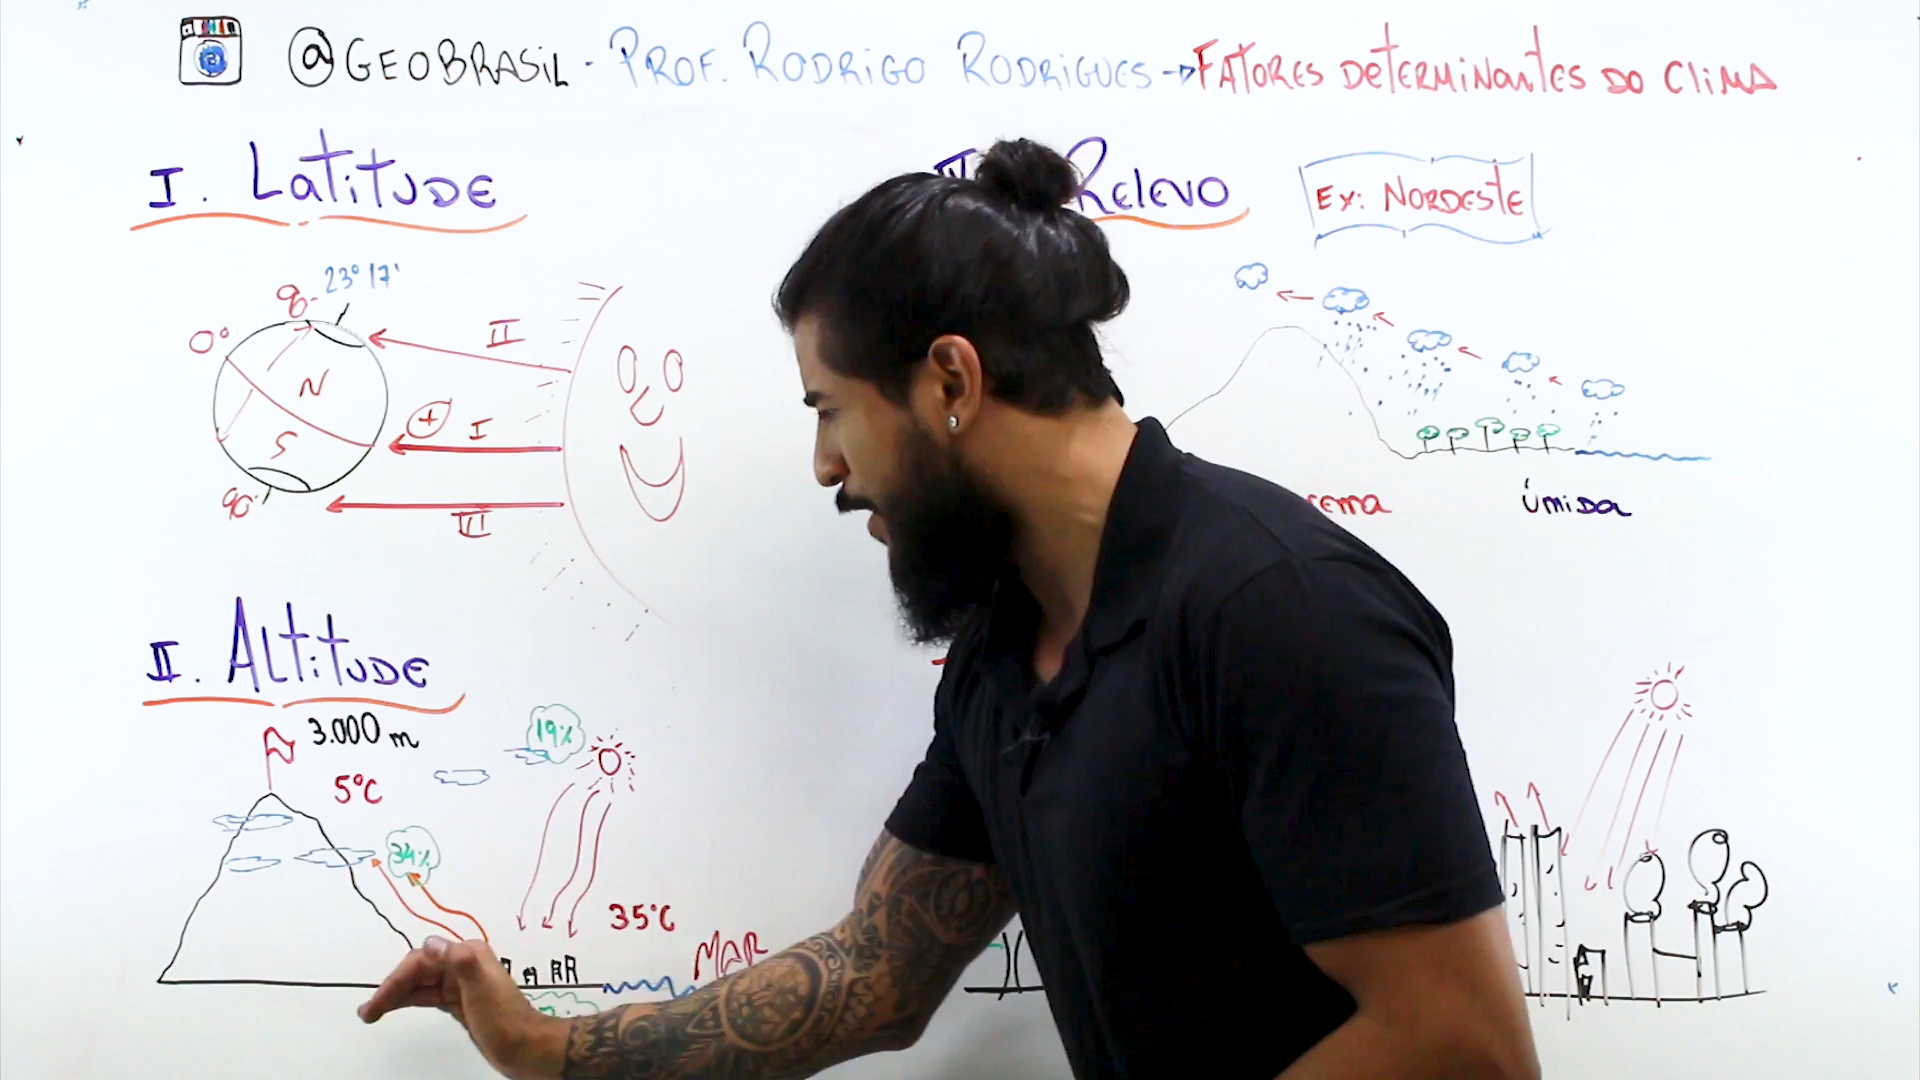 @GEOBRASIL · PROF. RODRIGO RODRIGUES → FATORES DETERMINANTES DO CLIMA
I. LATITUDE
RELEVO
EX: NORDESTE
23° 17'
90°
0°
II
N
+
I
S
90°
III
ÚMIDA
II. ALTITUDE
3.000 m
19%
5°C
34%
35°C
MAR